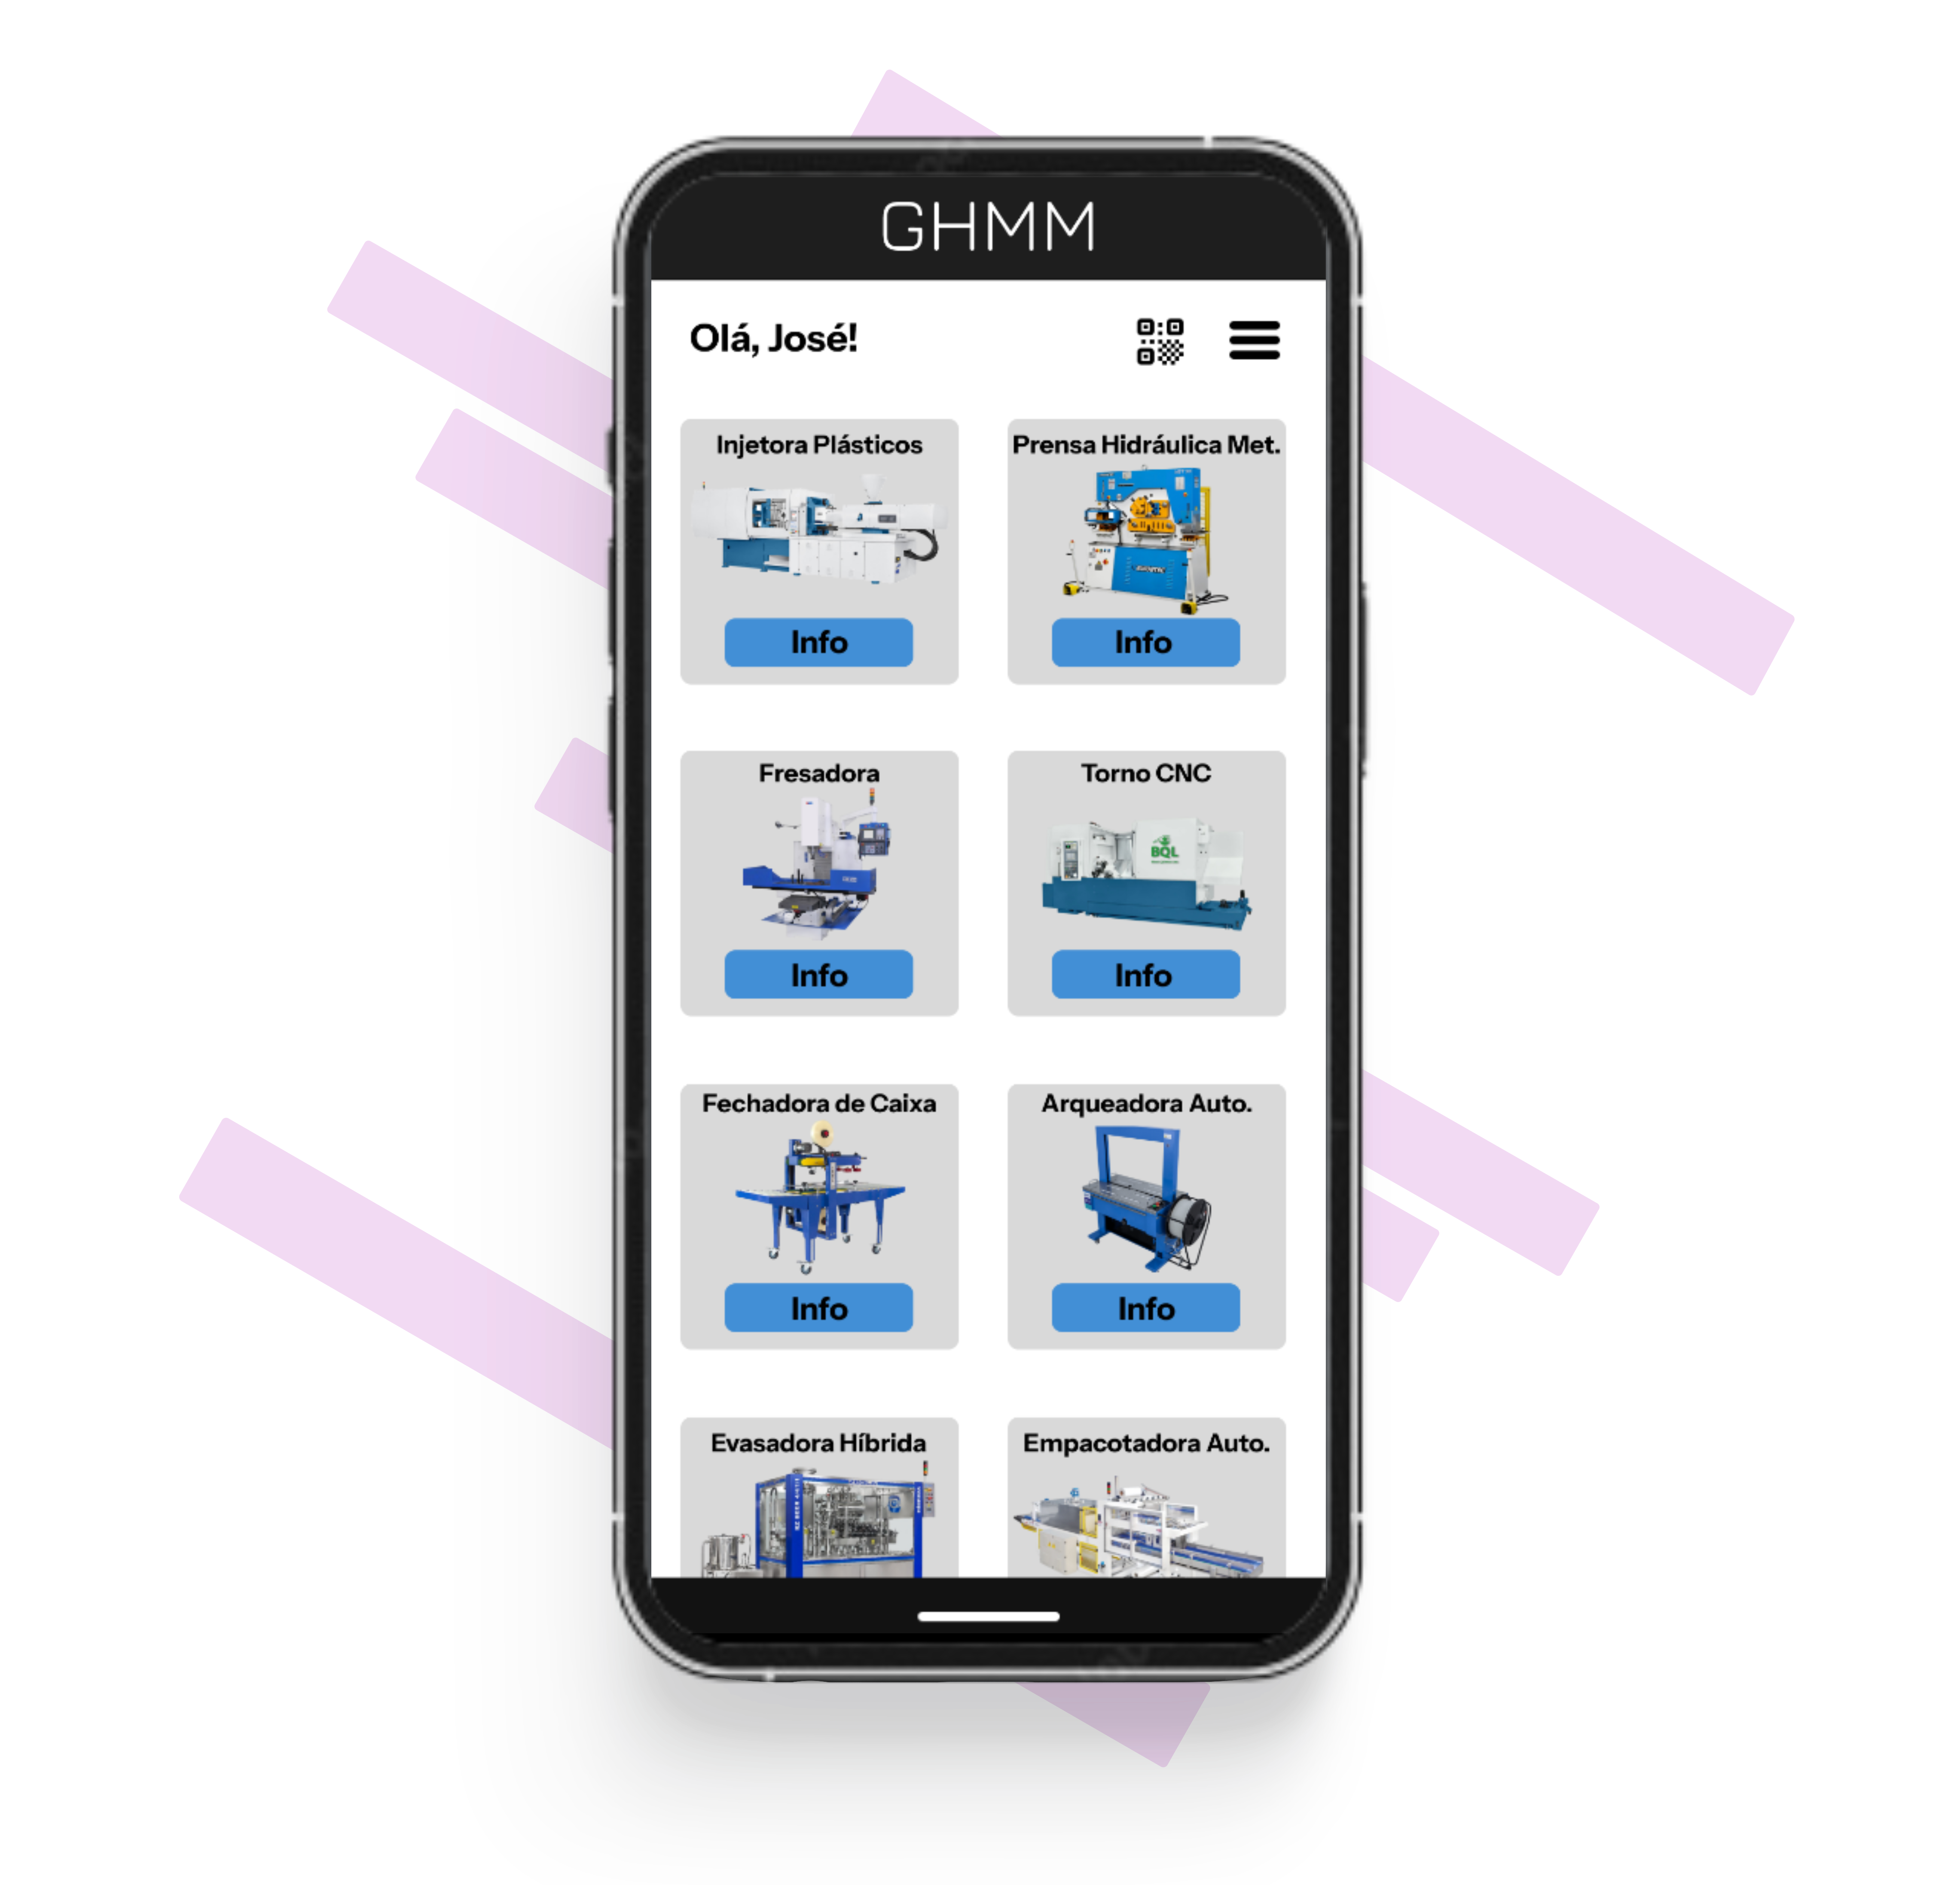 GHMM
Olá, José!
Injetora Plásticos
Prensa Hidráulica Met.
Info
Info
Fresadora
Torno CNC
BQL
Info
Info
Fechadora de Caixa
Arqueadora Auto.
Info
Info
Evasadora Híbrida
Empacotadora Auto.